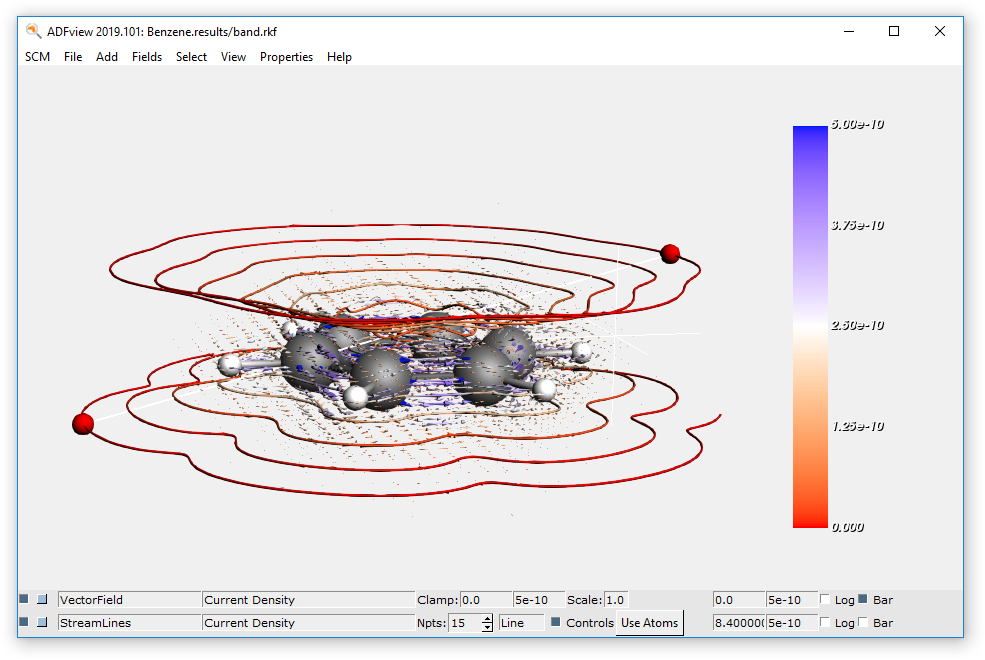 ADFview 2019.101: Benzene.results/band.rkf
SCM File Add Fields Select View Properties Help
5.00e-10
3.75e-10
2.50e-10
1.25e-10
0.000
VectorField Current Density Clamp: 0.0 5e-10 Scale: 1.0 0.0 5e-10 Log Bar
StreamLines Current Density Npts: 15 Line Controls Use Atoms 8.400000 5e-10 Log Bar